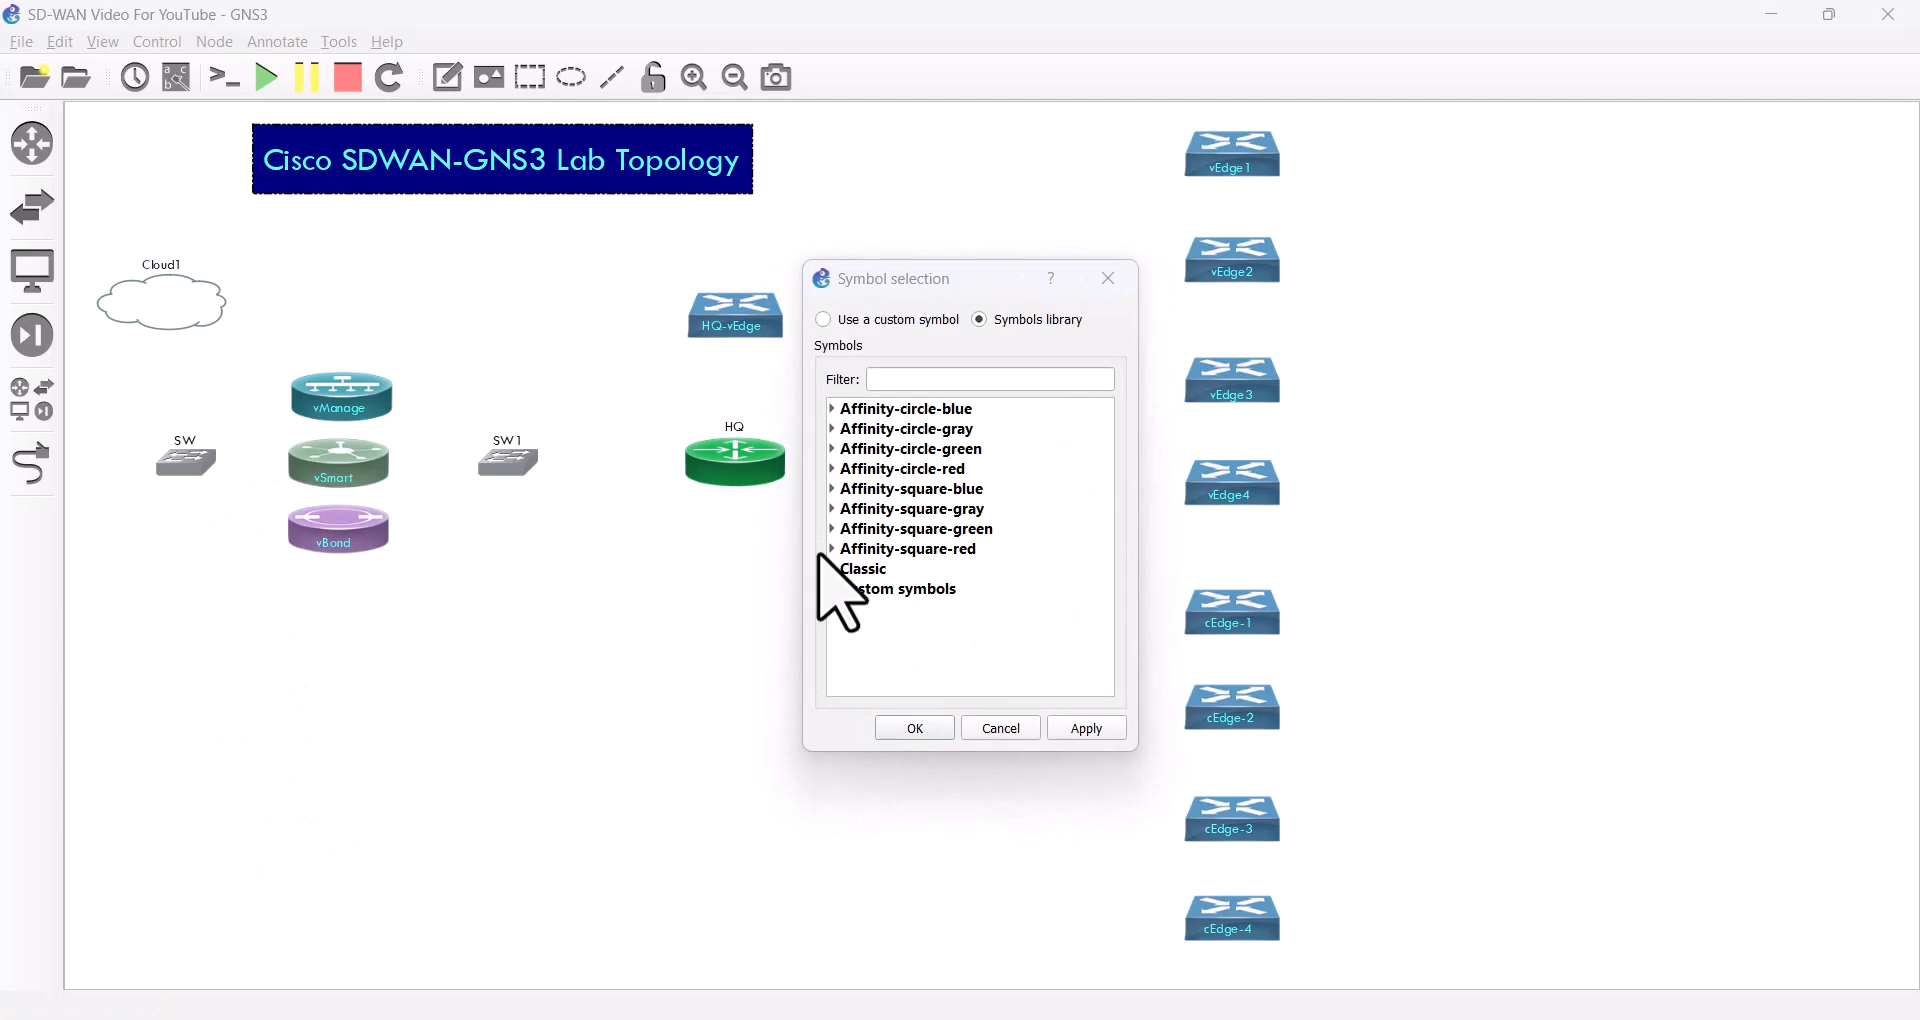 SD-WAN Video For YouTube - GNS3
File Edit View Control Node Annotate Tools Help
Cisco SDWAN-GNS3 Lab Topology
vEdge1
vEdge2
Cloud1
HQ-vEdge
Symbol selection
?
Use a custom symbol Symbols library
Symbols
Filter:
Affinity-circle-blue
Affinity-circle-gray
Affinity-circle-green
Affinity-circle-red
Affinity-square-blue
Affinity-square-gray
Affinity-square-green
Affinity-square-red
Classic
stom symbols
OK Cancel Apply
vManage
SW
vSmart
SW1
HQ
vBond
vEdge3
vEdge4
cEdge-1
cEdge-2
cEdge-3
cEdge-4